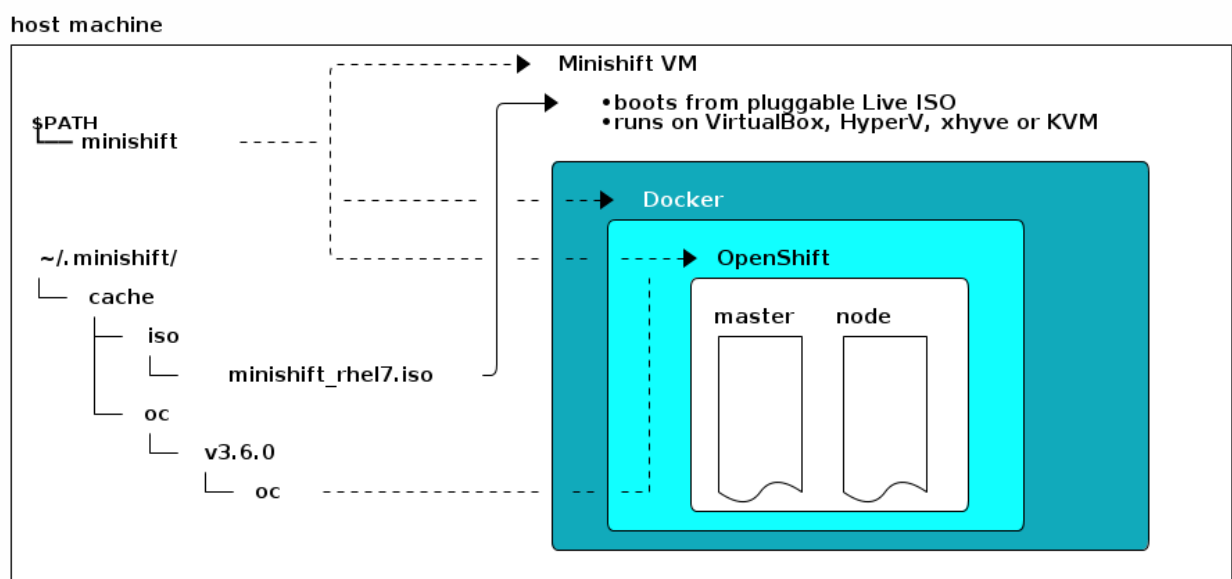 host machine
Minishift VM
•boots from pluggable Live ISO
•runs on VirtualBox, HyperV, xhyve or KVM
$PATH
minishift
Docker
~/.minishift/
OpenShift
cache
master node
iso
minishift_rhel7.iso
oc
v3.6.0
oc